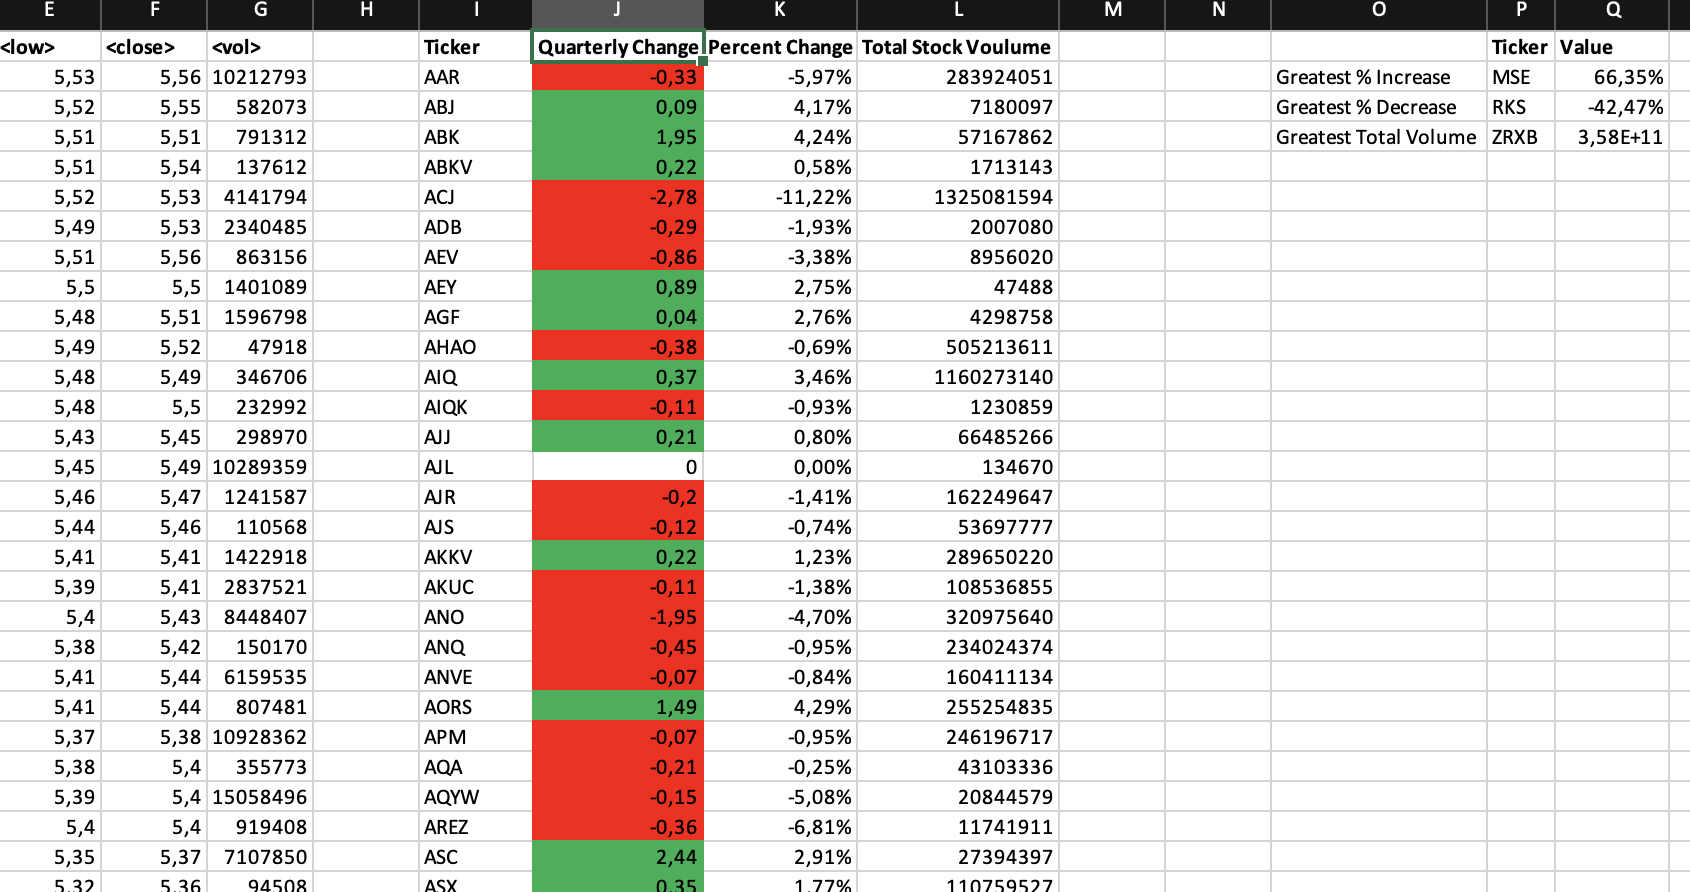 E F G H I J K L M N O P Q
<low> <close> <vol> Ticker Quarterly Change Percent Change Total Stock Voulume Ticker Value
5,53 5,56 10212793 AAR -0,33 -5,97% 283924051 Greatest % Increase MSE 66,35%
5,52 5,55 582073 ABJ 0,09 4,17% 7180097 Greatest % Decrease RKS -42,47%
5,51 5,51 791312 ABK 1,95 4,24% 57167862 Greatest Total Volume ZRXB 3,58E+11
5,51 5,54 137612 ABKV 0,22 0,58% 1713143
5,52 5,53 4141794 ACJ -2,78 -11,22% 1325081594
5,49 5,53 2340485 ADB -0,29 -1,93% 2007080
5,51 5,56 863156 AEV -0,86 -3,38% 8956020
5,5 5,5 1401089 AEY 0,89 2,75% 47488
5,48 5,51 1596798 AGF 0,04 2,76% 4298758
5,49 5,52 47918 AHAO -0,38 -0,69% 505213611
5,48 5,49 346706 AIQ 0,37 3,46% 1160273140
5,48 5,5 232992 AIQK -0,11 -0,93% 1230859
5,43 5,45 298970 AJJ 0,21 0,80% 66485266
5,45 5,49 10289359 AJL 0 0,00% 134670
5,46 5,47 1241587 AJR -0,2 -1,41% 162249647
5,44 5,46 110568 AJS -0,12 -0,74% 53697777
5,41 5,41 1422918 AKKV 0,22 1,23% 289650220
5,39 5,41 2837521 AKUC -0,11 -1,38% 108536855
5,4 5,43 8448407 ANO -1,95 -4,70% 320975640
5,38 5,42 150170 ANQ -0,45 -0,95% 234024374
5,41 5,44 6159535 ANVE -0,07 -0,84% 160411134
5,41 5,44 807481 AORS 1,49 4,29% 255254835
5,37 5,38 10928362 APM -0,07 -0,95% 246196717
5,38 5,4 355773 AQA -0,21 -0,25% 43103336
5,39 5,4 15058496 AQYW -0,15 -5,08% 20844579
5,4 5,4 919408 AREZ -0,36 -6,81% 11741911
5,35 5,37 7107850 ASC 2,44 2,91% 27394397
5,32 5,36 94508 ASX 0,35 1,77% 110759527